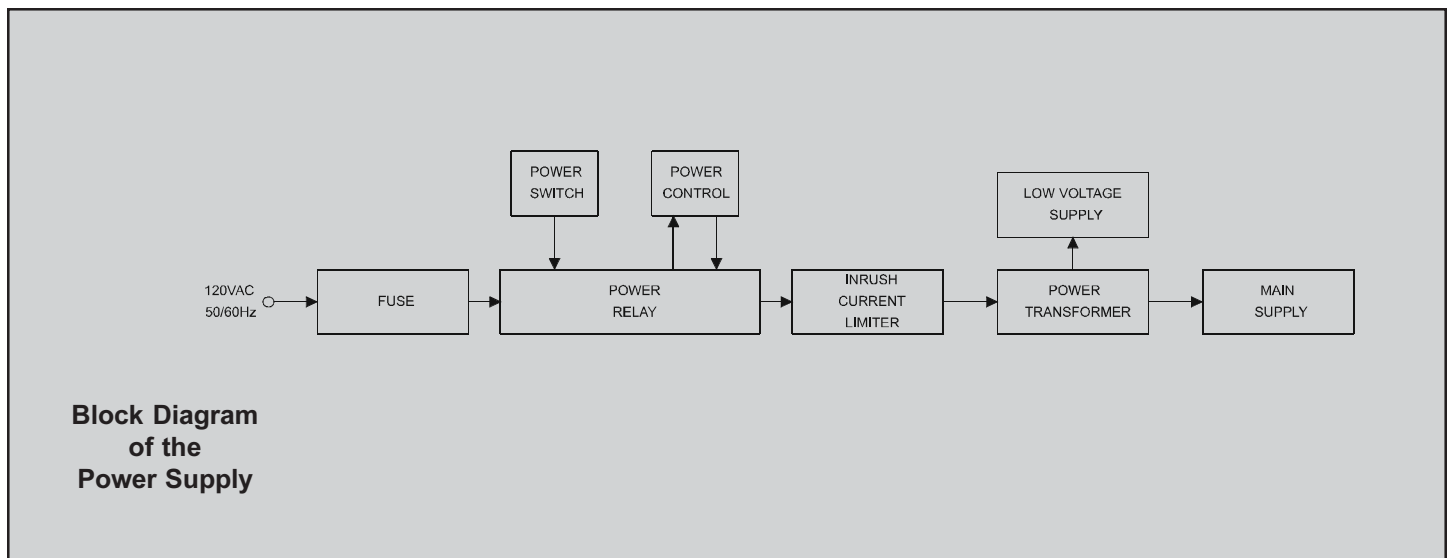 POWER
SWITCH
POWER
CONTROL
LOW VOLTAGE
SUPPLY
120VAC
50/60Hz
FUSE
POWER
RELAY
INRUSH
CURRENT
LIMITER
POWER
TRANSFORMER
MAIN
SUPPLY
Block Diagram
of the
Power Supply